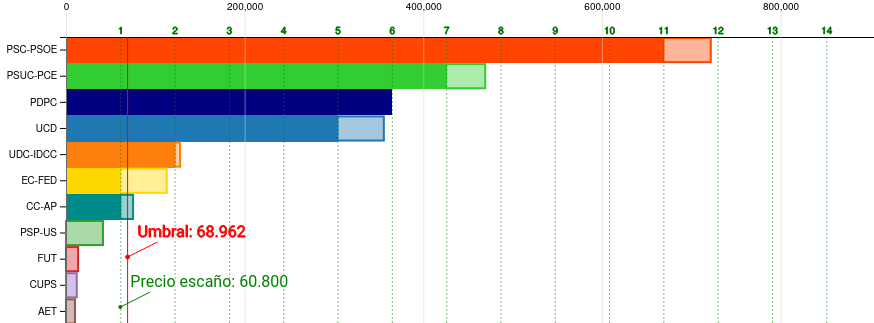 0 200,000 400,000 600,000 800,000
1 2 3 4 5 6 7 8 9 10 11 12 13 14
PSC-PSOE
PSUC-PCE
PDPC
UCD
UDC-IDCC
EC-FED
CC-AP
PSP-US
Umbral: 68.962
FUT
Precio escaño: 60.800
CUPS
AET